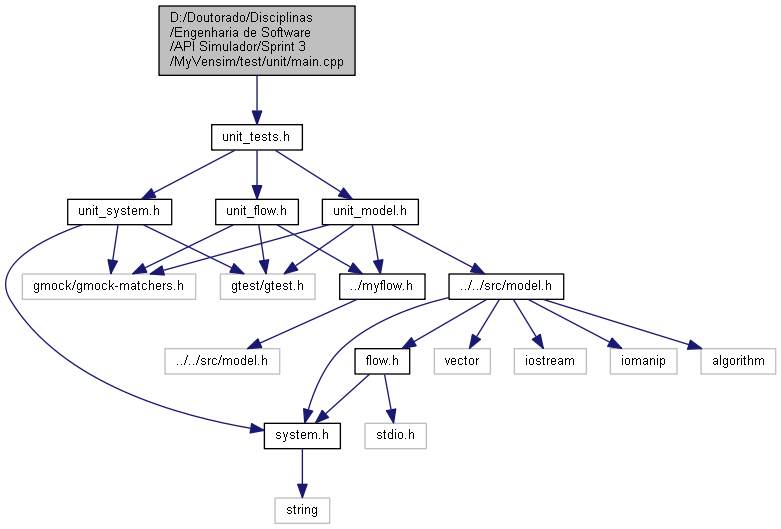 D:/Doutorado/Disciplinas
/Engenharia de Software
/API Simulador/Sprint 3
/MyVensim/test/unit/main.cpp
unit_tests.h
unit_system.h
unit_flow.h
unit_model.h
gmock/gmock-matchers.h
gtest/gtest.h
../myflow.h
../../src/model.h
../../src/model.h
flow.h
vector
iostream
iomanip
algorithm
system.h
stdio.h
string